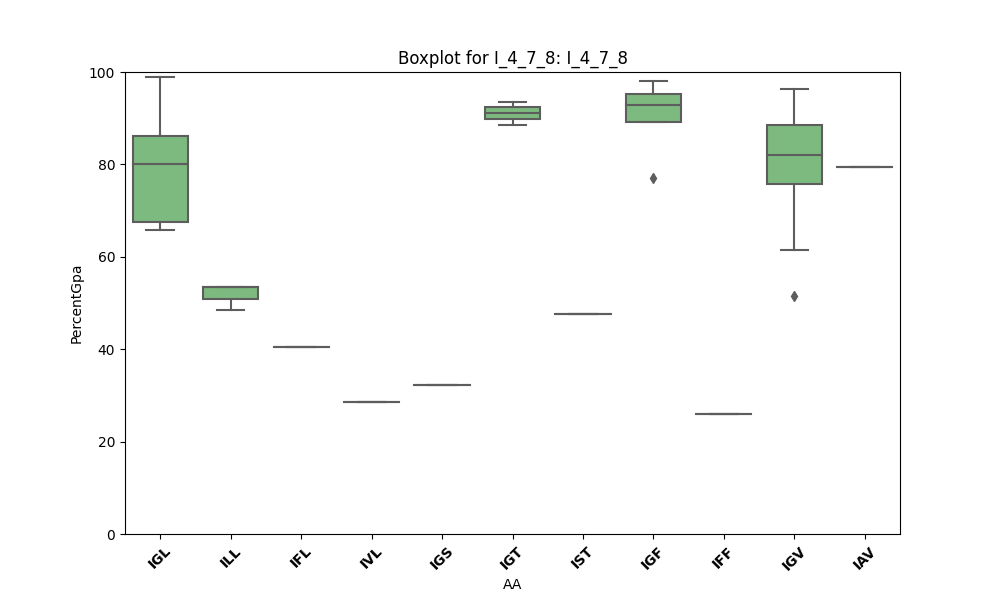 Boxplot for I_4_7_8: I_4_7_8
PercentGpa
100
80
60
40
20
0
IGL
ILL
IFL
IVL
IGS
IGT
IST
IGF
IFF
IGV
IAV
AA